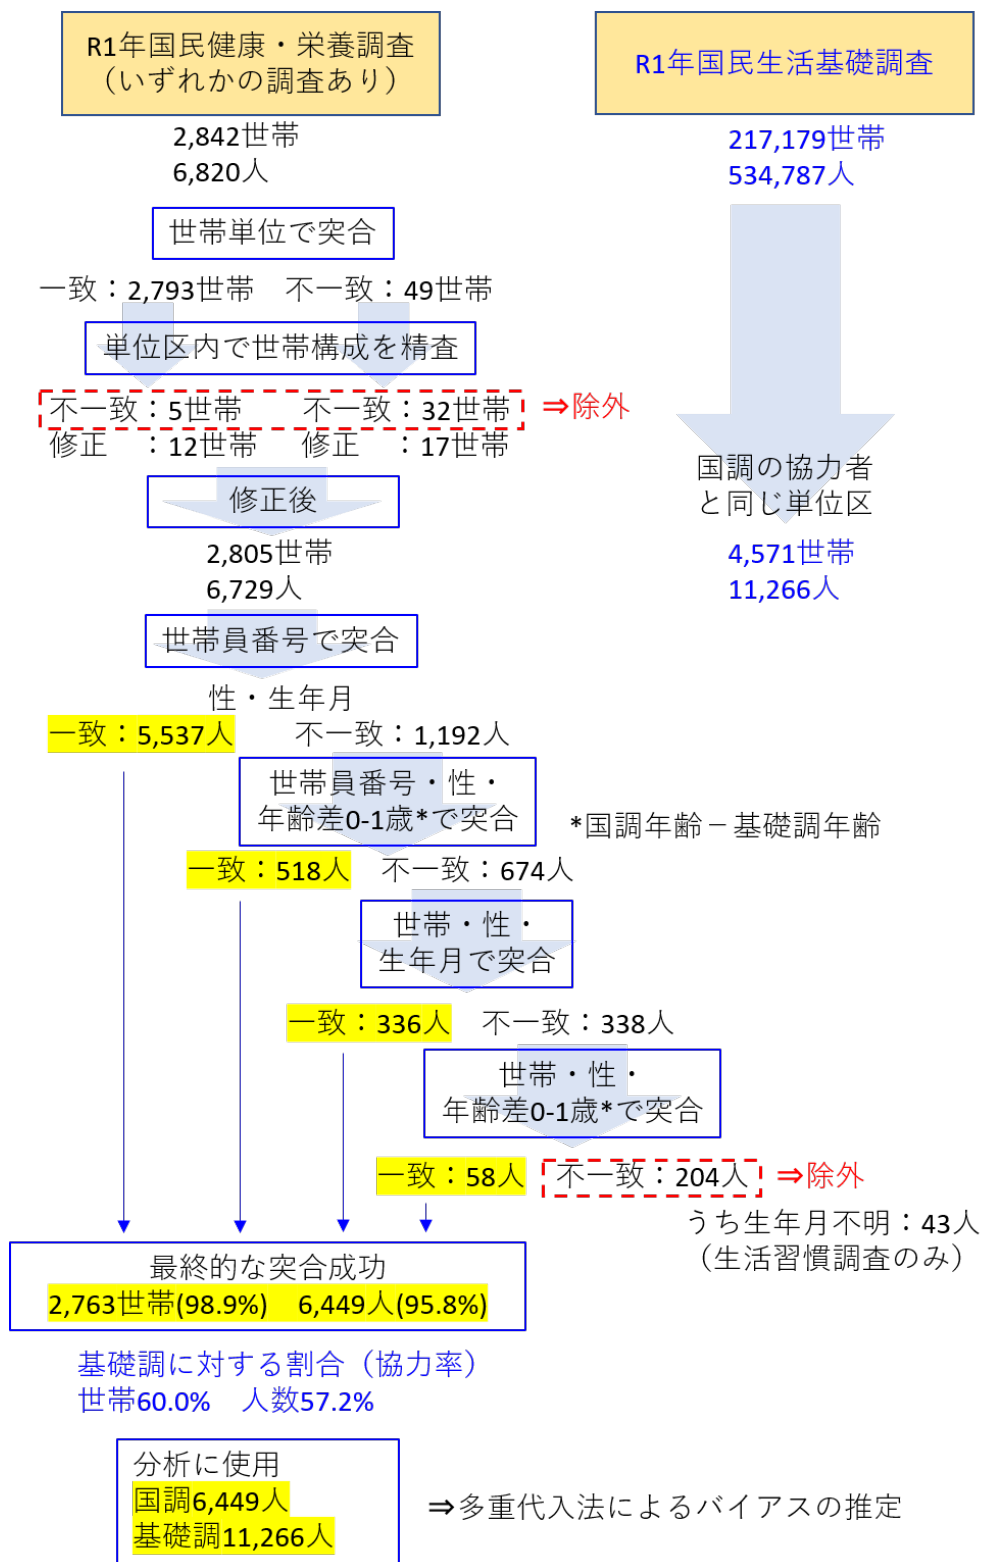 R1年国民健康・栄養調査
（いずれかの調査あり）
R1年国民生活基礎調査
2,842世帯
6,820人
217,179世帯
534,787人
世帯単位で突合
一致：2,793世帯　不一致：49世帯
単位区内で世帯構成を精査
不一致：5世帯　不一致：32世帯　⇒除外
修正　：12世帯　修正　：17世帯
国調の協力者
と同じ単位区
修正後
2,805世帯
6,729人
4,571世帯
11,266人
世帯員番号で突合
性・生年月
一致：5,537人　不一致：1,192人
世帯員番号・性・
年齢差0-1歳*で突合
*国調年齢－基礎調年齢
一致：518人　不一致：674人
世帯・性・
生年月で突合
一致：336人　不一致：338人
世帯・性・
年齢差0-1歳*で突合
一致：58人　不一致：204人　⇒除外
うち生年月不明：43人
（生活習慣調査のみ）
最終的な突合成功
2,763世帯(98.9%)　6,449人(95.8%)
基礎調に対する割合（協力率）
世帯60.0%　人数57.2%
分析に使用
国調6,449人
基礎調11,266人
⇒多重代入法によるバイアスの推定